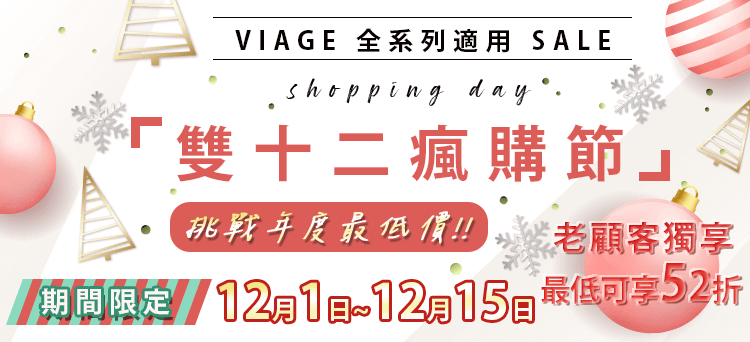 VIAGE 全系列適用 SALE
shopping day
「雙十二瘋購節」
挑戰年度最低價!!
老顧客獨享
最低可享52折
期間限定
12月1日~12月15日